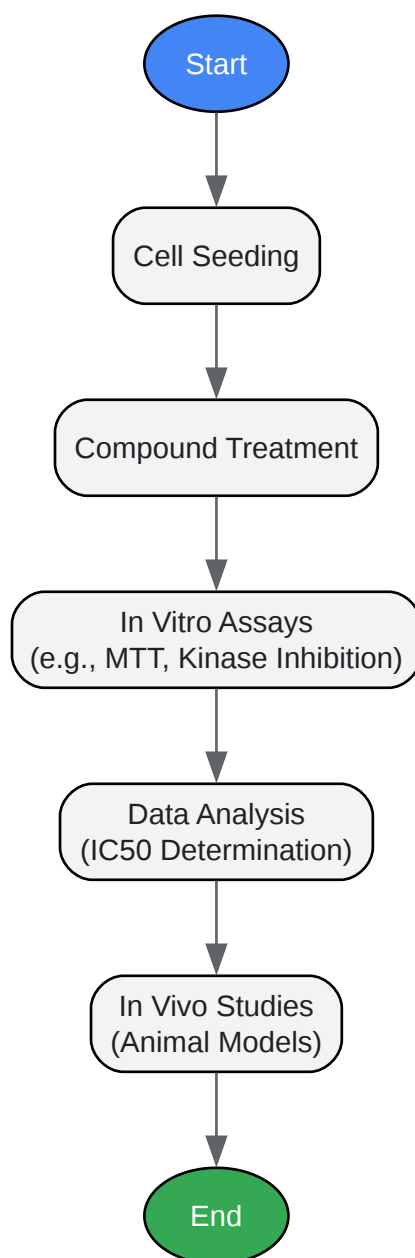 Start
Cell Seeding
Compound Treatment
In Vitro Assays
(e.g., MTT, Kinase Inhibition)
Data Analysis
(IC50 Determination)
In Vivo Studies
(Animal Models)
End